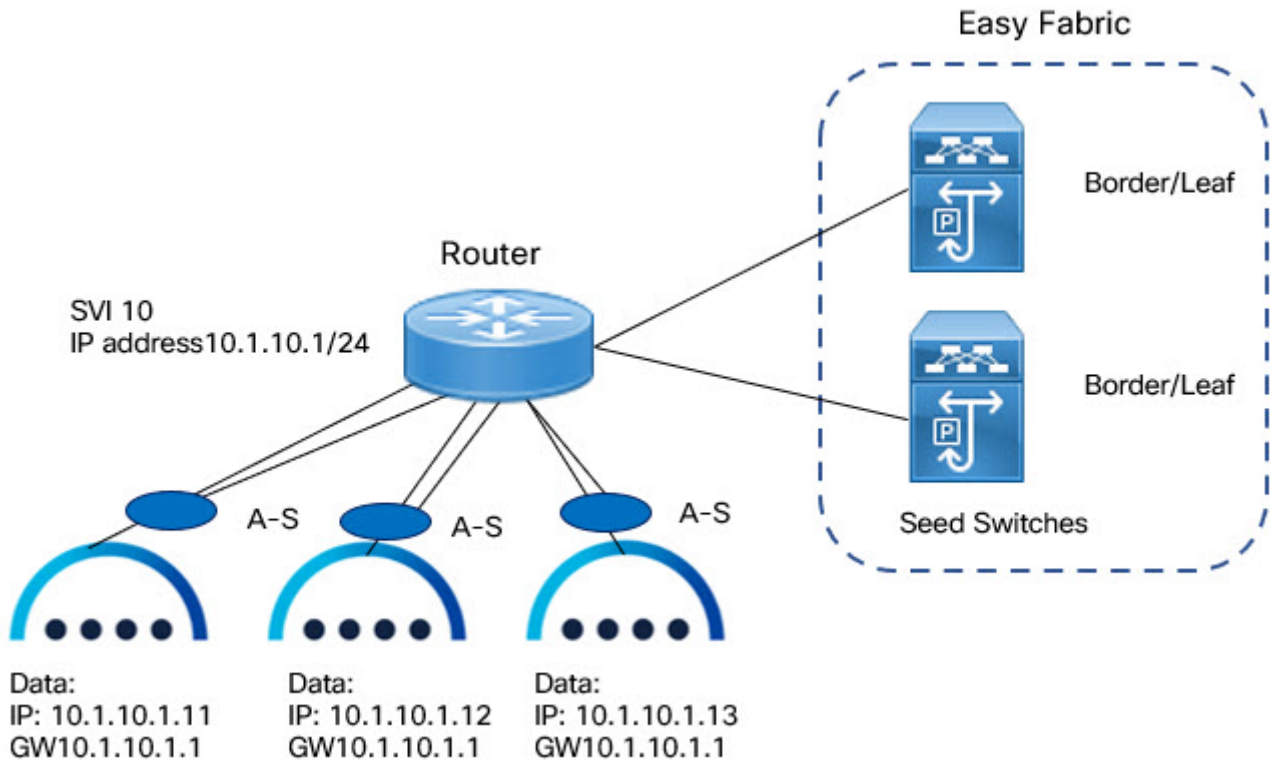 Easy Fabric
Border/Leaf
Router
SVI 10
IP address10.1.10.1/24
Border/Leaf
P
P
A-S
A-S
A-S
Seed Switches
Data:
IP: 10.1.10.1.11
GW10.1.10.1.1
Data:
IP: 10.1.10.1.12
GW10.1.10.1.1
Data:
IP: 10.1.10.1.13
GW10.1.10.1.1